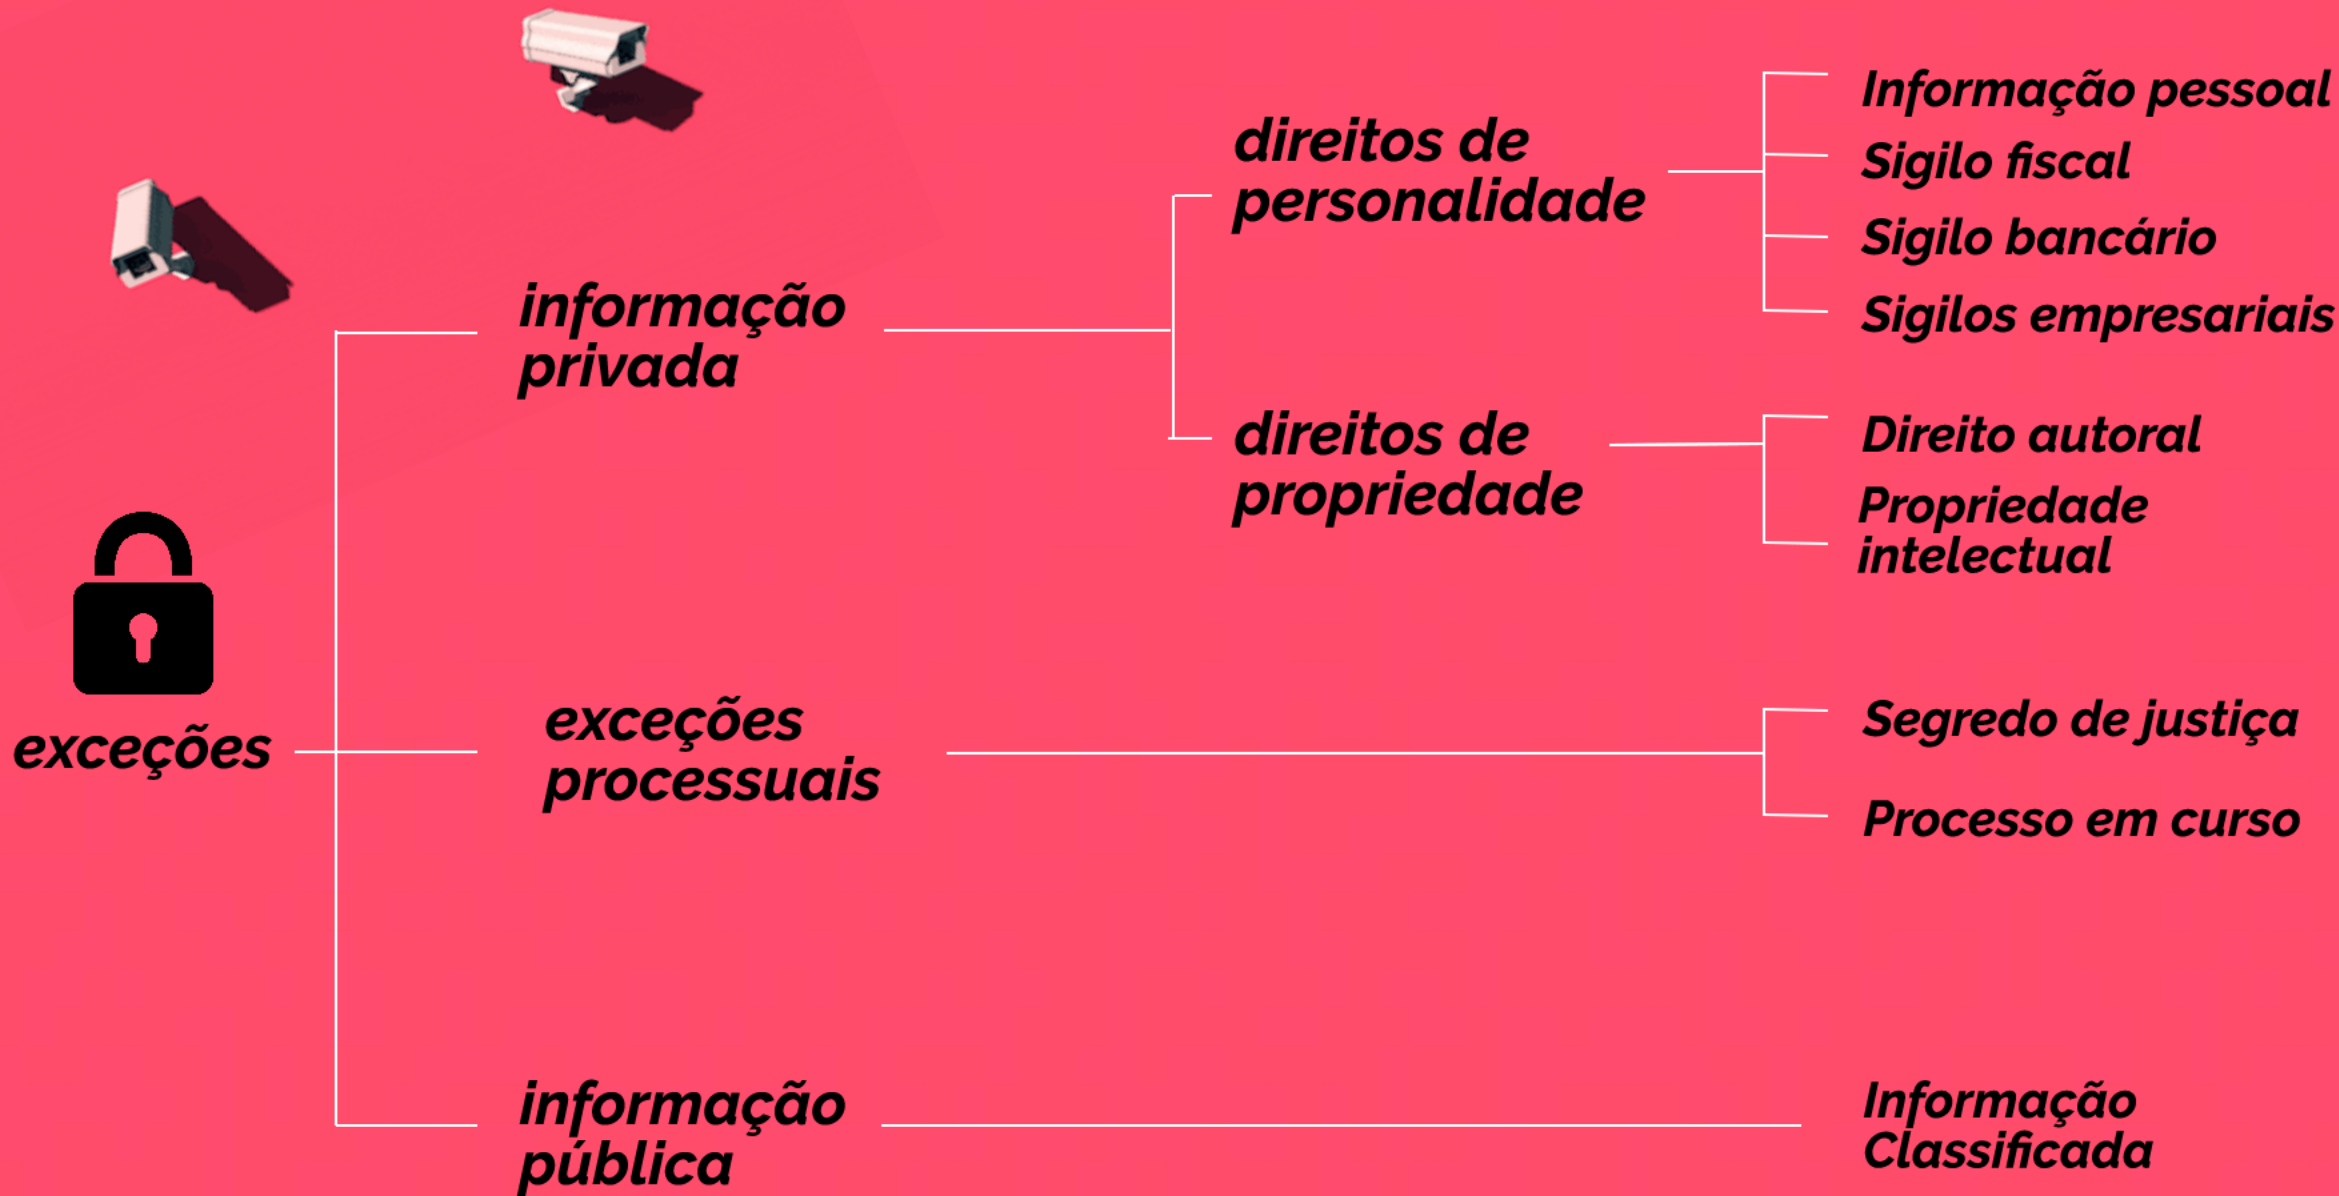 exceções
informação
privada
direitos de
personalidade
Informação pessoal
Sigilo fiscal
Sigilo bancário
Sigilos empresariais
direitos de
propriedade
Direito autoral
Propriedade
intelectual
exceções
processuais
Segredo de justiça
Processo em curso
informação
pública
Informação
Classificada